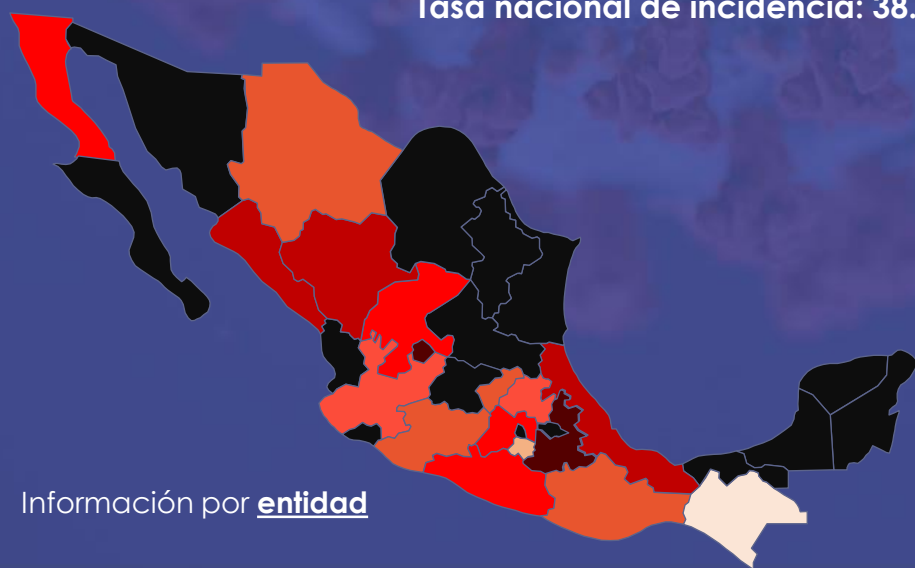 Tasa nacional de incidencia: 38.
Información por entidad